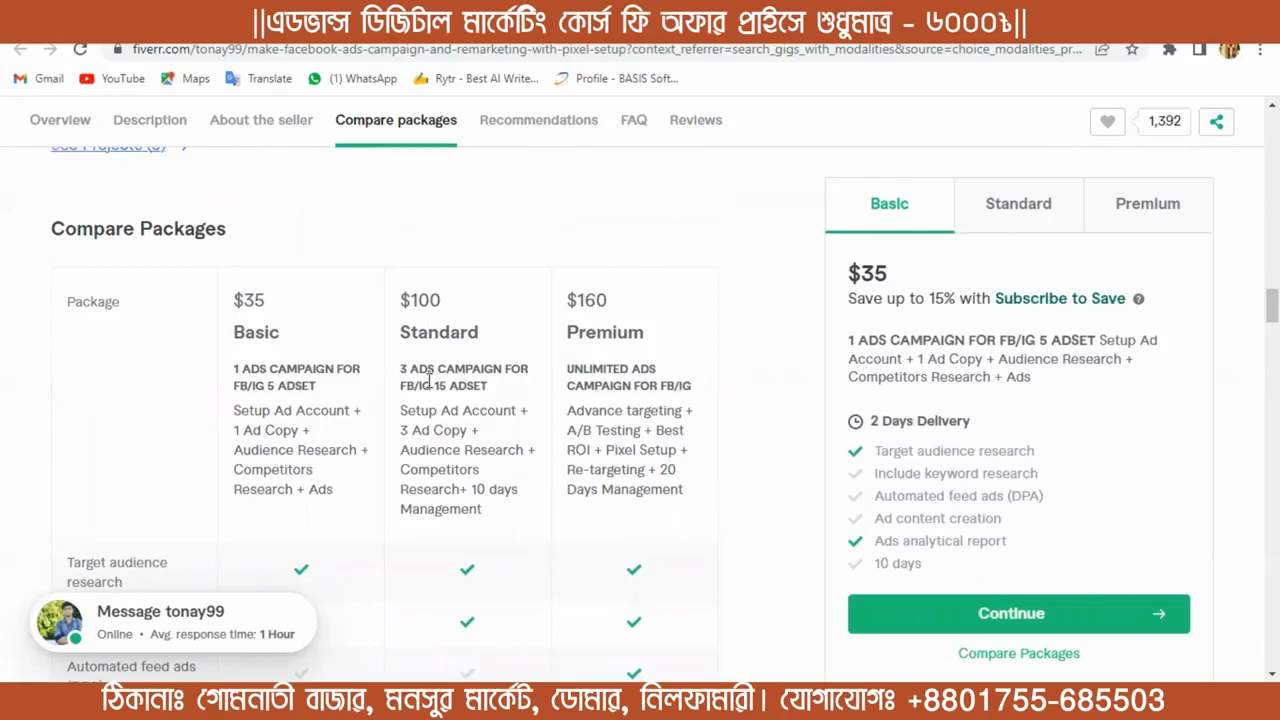 ||এডভান্স ডিজিটাল মার্কেটিং কোর্স ফি অফার প্রাইসে শুধুমাত্র - ৬০০০৳||
fiverr.com/tonay99/make-facebook-ads-campaign-and-remarketing-with-pixel-setup?context_referrer=search_gigs_with_modalities&source=choice_modalities_pr...
Gmail YouTube Maps Translate (1) WhatsApp Rytr - Best AI Write... Profile - BASIS Soft...
Overview Description About the seller Compare packages Recommendations FAQ Reviews 1,392
Compare Packages
Package
$35
Basic
1 ADS CAMPAIGN FOR
FB/IG 5 ADSET
Setup Ad Account +
1 Ad Copy +
Audience Research +
Competitors
Research + Ads
$100
Standard
3 ADS CAMPAIGN FOR
FB/IG 15 ADSET
Setup Ad Account +
3 Ad Copy +
Audience Research +
Competitors
Research+ 10 days
Management
$160
Premium
UNLIMITED ADS
CAMPAIGN FOR FB/IG
Advance targeting +
A/B Testing + Best
ROI + Pixel Setup +
Re-targeting + 20
Days Management
Target audience
research
Automated feed ads
Message tonay99
Online • Avg. response time: 1 Hour
Basic Standard Premium
$35
Save up to 15% with Subscribe to Save ?
1 ADS CAMPAIGN FOR FB/IG 5 ADSET Setup Ad
Account + 1 Ad Copy + Audience Research +
Competitors Research + Ads
2 Days Delivery
Target audience research
Include keyword research
Automated feed ads (DPA)
Ad content creation
Ads analytical report
10 days
Continue →
Compare Packages
ঠিকানাঃ গোমনাতী বাজার, মনসুর মার্কেট, ডোমার, নিলফামারী। যোগাযোগঃ +8801755-685503